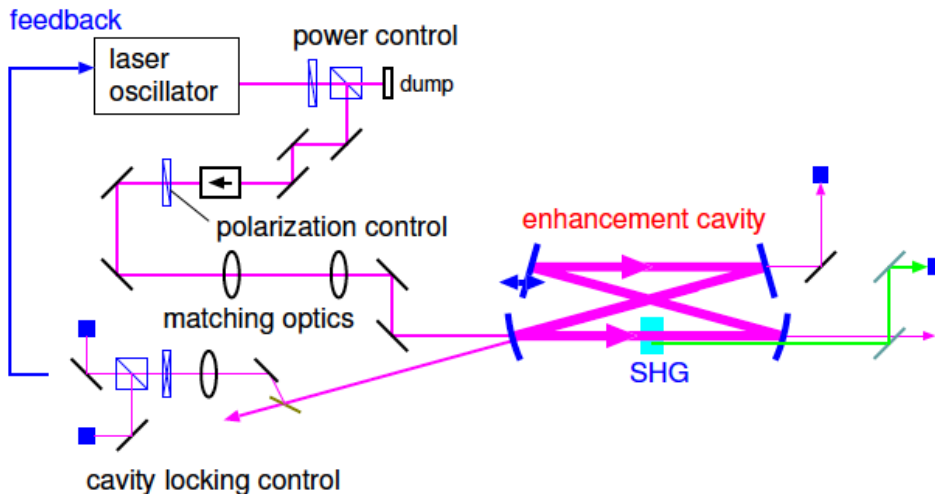 feedback
laser
oscillator
power control
dump
polarization control
enhancement cavity
matching optics
SHG
cavity locking control